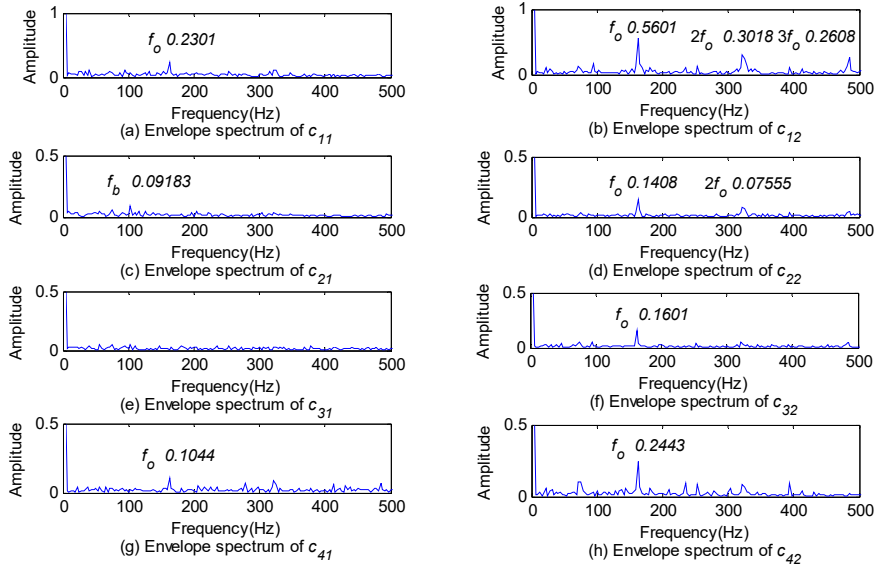 1
0.5
0
Amplitude
f_o 0.2301
0 100 200 300 400 500
Frequency(Hz)
(a) Envelope spectrum of c_11
1
0.5
0
Amplitude
f_o 0.5601
2f_o 0.3018 3f_o 0.2608
0 100 200 300 400 500
Frequency(Hz)
(b) Envelope spectrum of c_12
0.5
0
Amplitude
f_b 0.09183
0 100 200 300 400 500
Frequency(Hz)
(c) Envelope spectrum of c_21
0.5
0
Amplitude
f_o 0.1408
2f_o 0.07555
0 100 200 300 400 500
Frequency(Hz)
(d) Envelope spectrum of c_22
0.5
0
Amplitude
0 100 200 300 400 500
Frequency(Hz)
(e) Envelope spectrum of c_31
0.5
0
Amplitude
f_o 0.1601
0 100 200 300 400 500
Frequency(Hz)
(f) Envelope spectrum of c_32
0.5
0
Amplitude
f_o 0.1044
0 100 200 300 400 500
Frequency(Hz)
(g) Envelope spectrum of c_41
0.5
0
Amplitude
f_o 0.2443
0 100 200 300 400 500
Frequency(Hz)
(h) Envelope spectrum of c_42